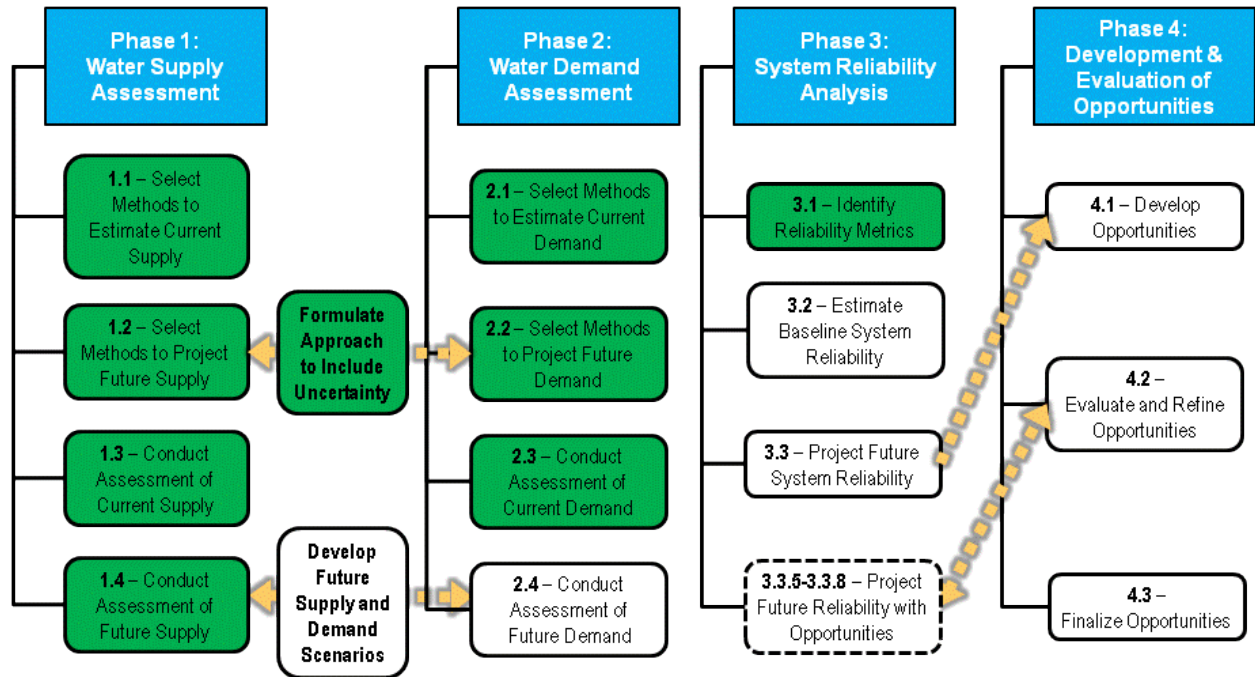 Phase 1:
Water Supply
Assessment
1.1 – Select
Methods to
Estimate Current
Supply
1.2 – Select
Methods to Project
Future Supply
1.3 – Conduct
Assessment of
Current Supply
1.4 – Conduct
Assessment of
Future Supply
Formulate
Approach
to Include
Uncertainty
Develop
Future
Supply and
Demand
Scenarios
Phase 2:
Water Demand
Assessment
2.1 – Select Methods
to Estimate Current
Demand
2.2 – Select Methods
to Project Future
Demand
2.3 – Conduct
Assessment of
Current Demand
2.4 – Conduct
Assessment of
Future Demand
Phase 3:
System Reliability
Analysis
3.1 – Identify
Reliability Metrics
3.2 – Estimate
Baseline System
Reliability
3.3 – Project Future
System Reliability
3.3.5-3.3.8 – Project
Future Reliability with
Opportunities
Phase 4:
Development &
Evaluation of
Opportunities
4.1 – Develop
Opportunities
4.2 –
Evaluate and Refine
Opportunities
4.3 –
Finalize Opportunities